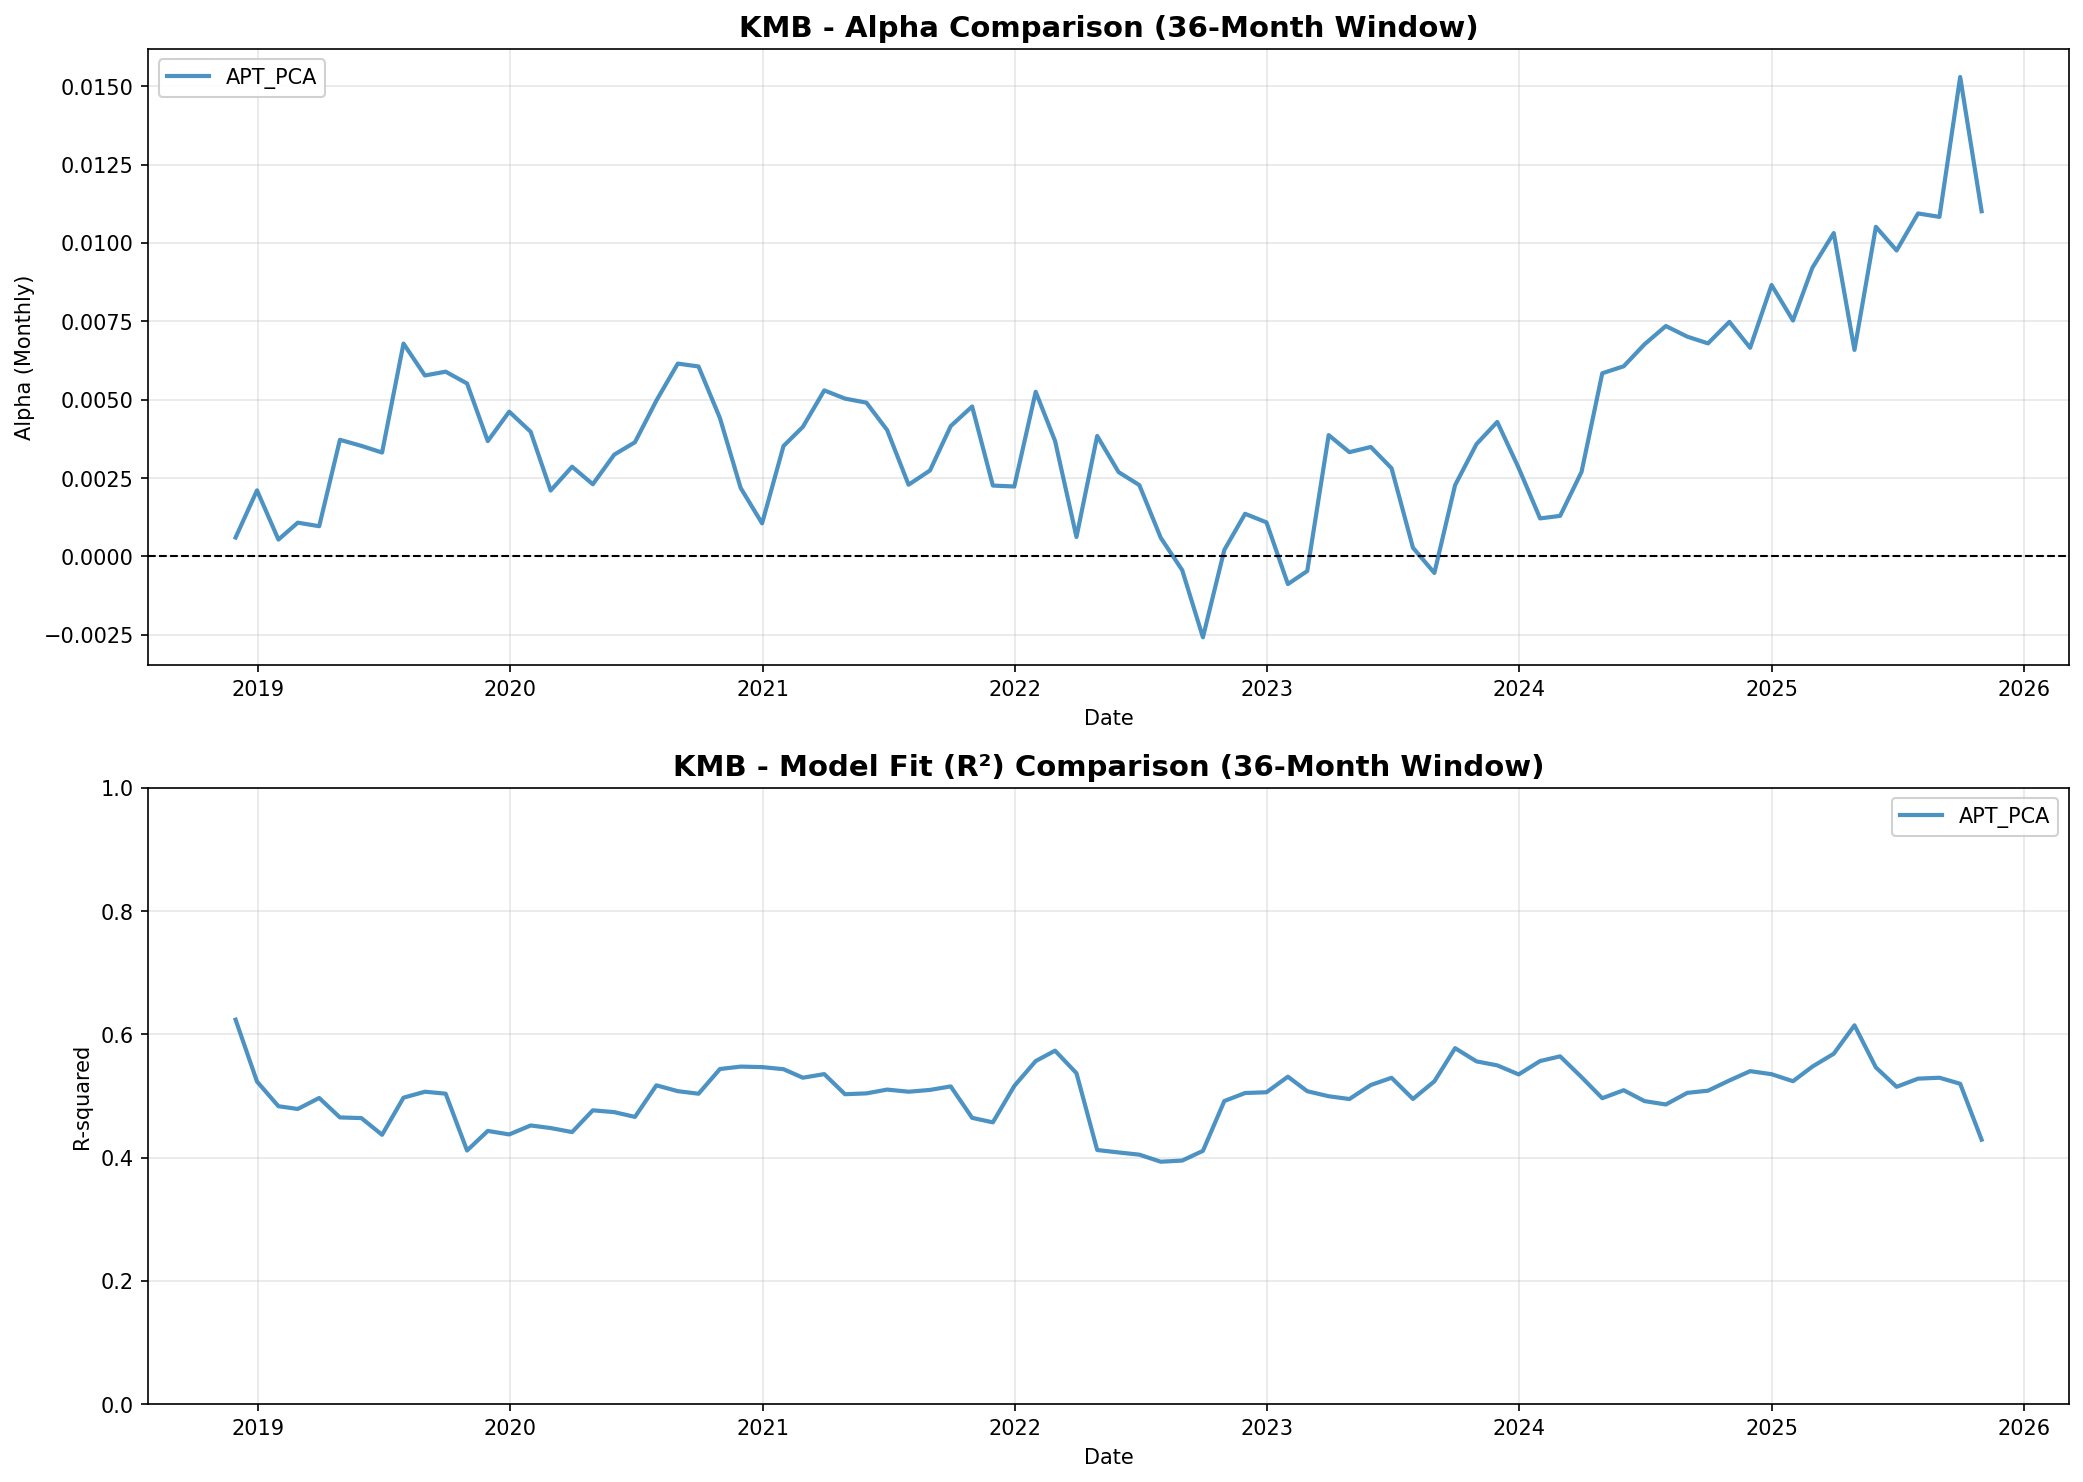 KMB - Alpha Comparison (36-Month Window)
APT_PCA
0.0150
0.0125
0.0100
0.0075
0.0050
0.0025
0.0000
−0.0025
Alpha (Monthly)
2019 2020 2021 2022 2023 2024 2025 2026
Date
KMB - Model Fit (R²) Comparison (36-Month Window)
APT_PCA
1.0
0.8
0.6
0.4
0.2
0.0
R-squared
2019 2020 2021 2022 2023 2024 2025 2026
Date